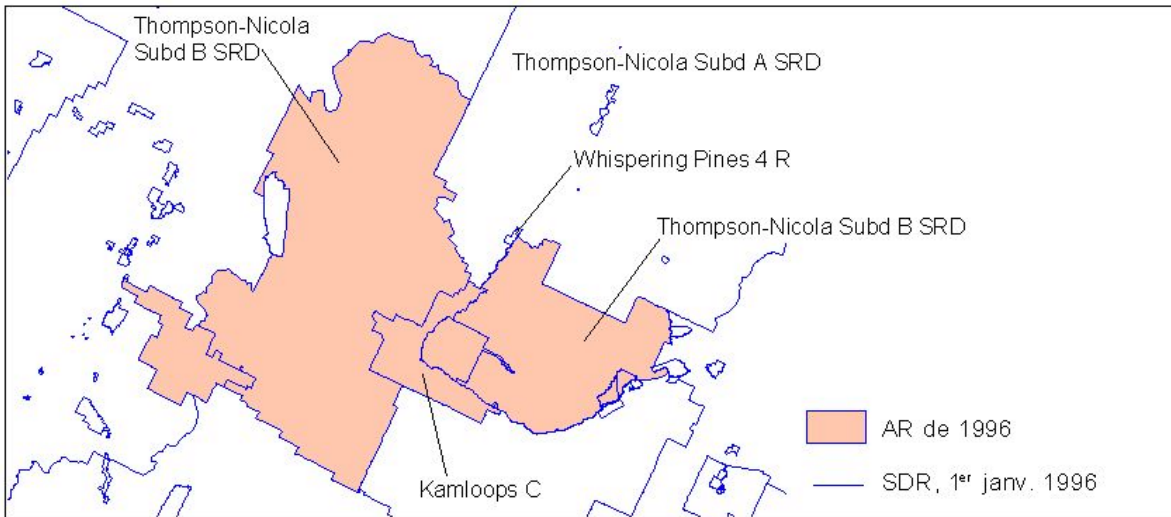 Thompson-Nicola
Subd B SRD
Thompson-Nicola Subd A SRD
Whispering Pines 4 R
Thompson-Nicola Subd B SRD
AR de 1996
Kamloops C
SDR, 1er janv. 1996